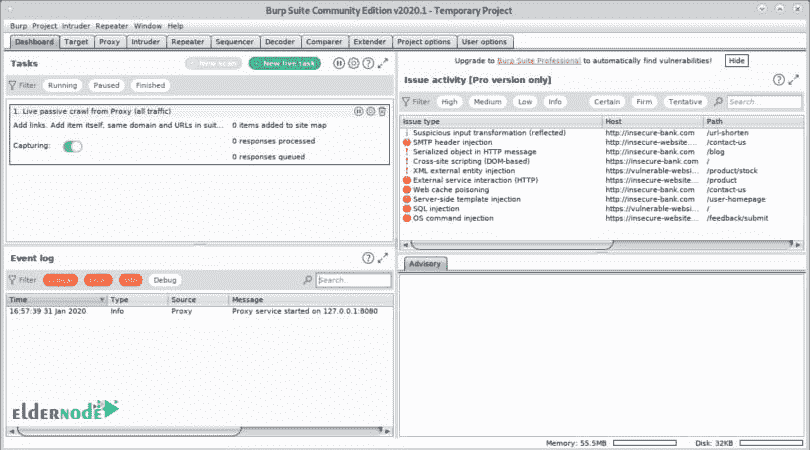 Burp Suite Community Edition v2020.1 - Temporary Project
Burp Project Intruder Repeater Window Help
Dashboard Target Proxy Intruder Repeater Sequencer Decoder Comparer Extender Project options User options
Tasks
New scan
New live task
Filter Running Paused Finished
1. Live passive crawl from Proxy (all traffic)
Add links. Add item itself, same domain and URLs in suit... 0 items added to site map
Capturing:
0 responses processed
0 responses queued
Event log
Filter Debug Search...
Time Type Source Message
16:57:39 31 Jan 2020 Info Proxy Proxy service started on 127.0.0.1:8080
elderNODE
Upgrade to Burp Suite Professional to automatically find vulnerabilities! Hide
Issue activity [Pro version only]
Filter High Medium Low Info Certain Firm Tentative Search...
Issue type Host Path
Suspicious input transformation (reflected) http://insecure-bank.com /url-shorten
SMTP header injection http://insecure-website.... /contact-us
Serialized object in HTTP message http://insecure-bank.com /blog
Cross-site scripting (DOM-based) https://insecure-bank.com /
XML external entity injection https://vulnerable-websi... /product/stock
External service interaction (HTTP) https://insecure-website... /product
Web cache poisoning http://insecure-bank.com /contact-us
Server-side template injection http://insecure-bank.com /user-homepage
SQL injection https://vulnerable-websi... /
OS command injection https://insecure-website... /feedback/submit
Advisory
Memory: 55.5MB Disk: 32KB